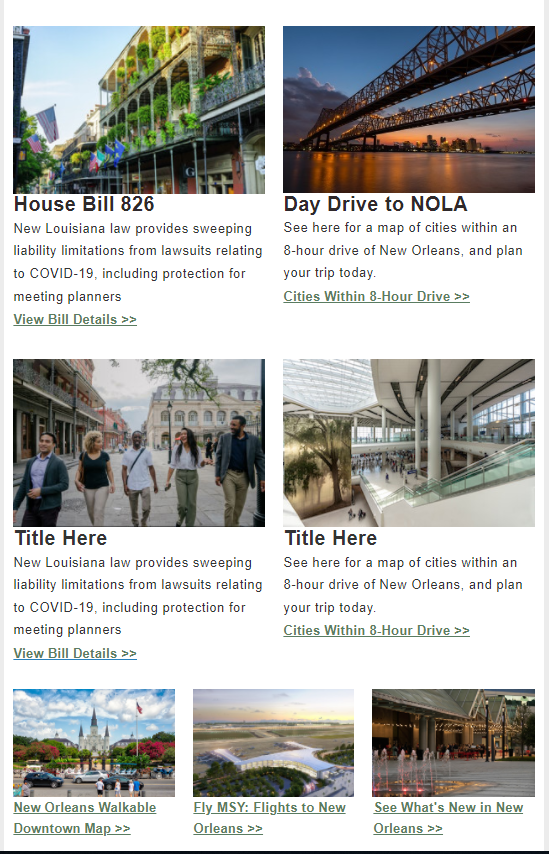 House Bill 826
New Louisiana law provides sweeping
liability limitations from lawsuits relating
to COVID-19, including protection for
meeting planners
View Bill Details >>
Day Drive to NOLA
See here for a map of cities within an
8-hour drive of New Orleans, and plan
your trip today.
Cities Within 8-Hour Drive >>
Title Here
New Louisiana law provides sweeping
liability limitations from lawsuits relating
to COVID-19, including protection for
meeting planners
View Bill Details >>
Title Here
See here for a map of cities within an
8-hour drive of New Orleans, and plan
your trip today.
Cities Within 8-Hour Drive >>
New Orleans Walkable
Downtown Map >>
Fly MSY: Flights to New
Orleans >>
See What's New in New
Orleans >>